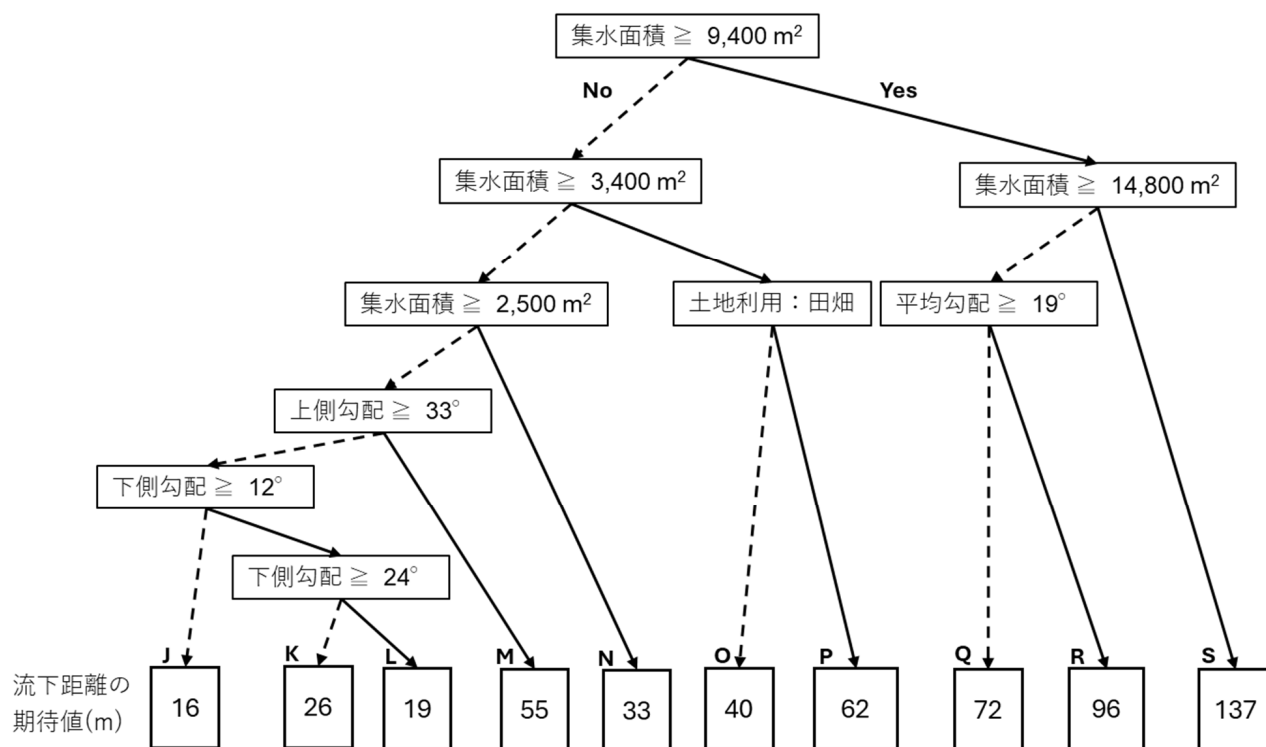 集水面積 ≧ 9,400 m²
No
Yes
集水面積 ≧ 3,400 m²
集水面積 ≧ 14,800 m²
集水面積 ≧ 2,500 m²
土地利用：田畑
平均勾配 ≧ 19°
上側勾配 ≧ 33°
下側勾配 ≧ 12°
下側勾配 ≧ 24°
J K L M N O P Q R S
流下距離の
期待値(m)
16 26 19 55 33 40 62 72 96 137